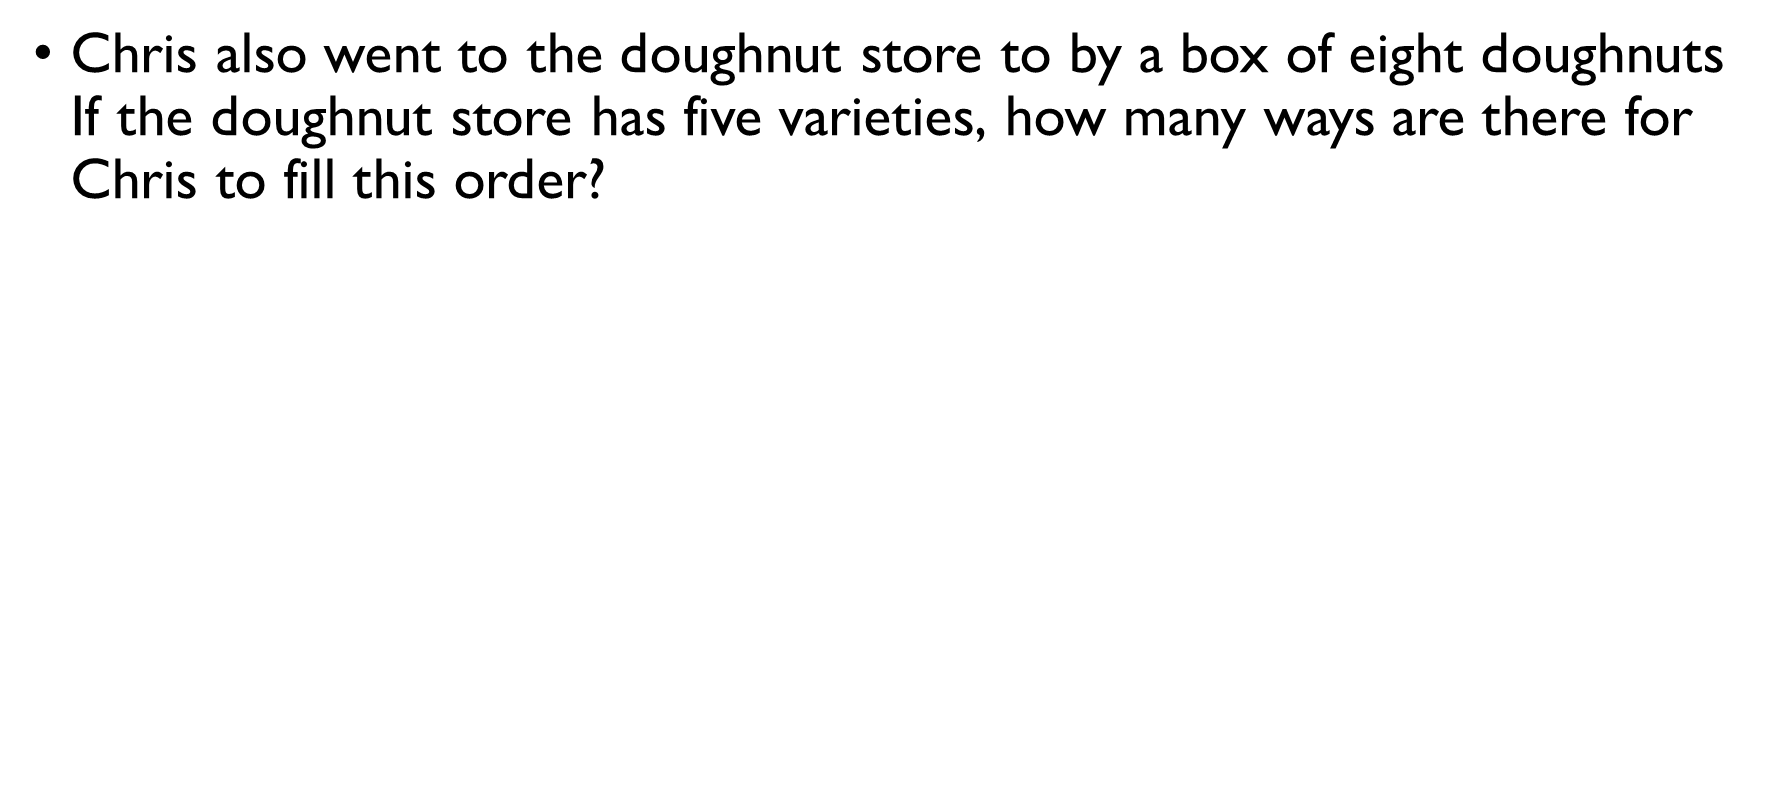 • Chris also went to the doughnut store to by a box of eight doughnuts
If the doughnut store has five varieties, how many ways are there for
Chris to fill this order?